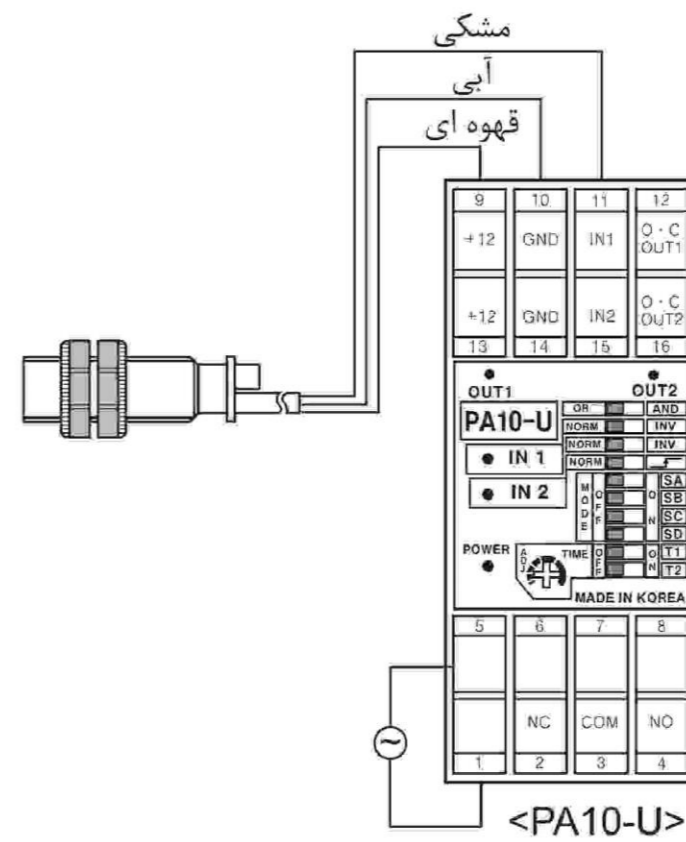 مشکی
آبی
قهوه ای
9 10 11 12
+12 GND IN1 O·C OUT1
+12 GND IN2 O·C OUT2
13 14 15 16
OUT1 OUT2
PA10-U
OR AND
NORM INV
NORM INV
NORM
IN 1
IN 2
MODE OFF ON SA
SB
SC
SD
POWER
ADJ TIME OFF ON T1
T2
MADE IN KOREA
5 6 7 8
NC COM NO
1 2 3 4
~
<PA10-U>